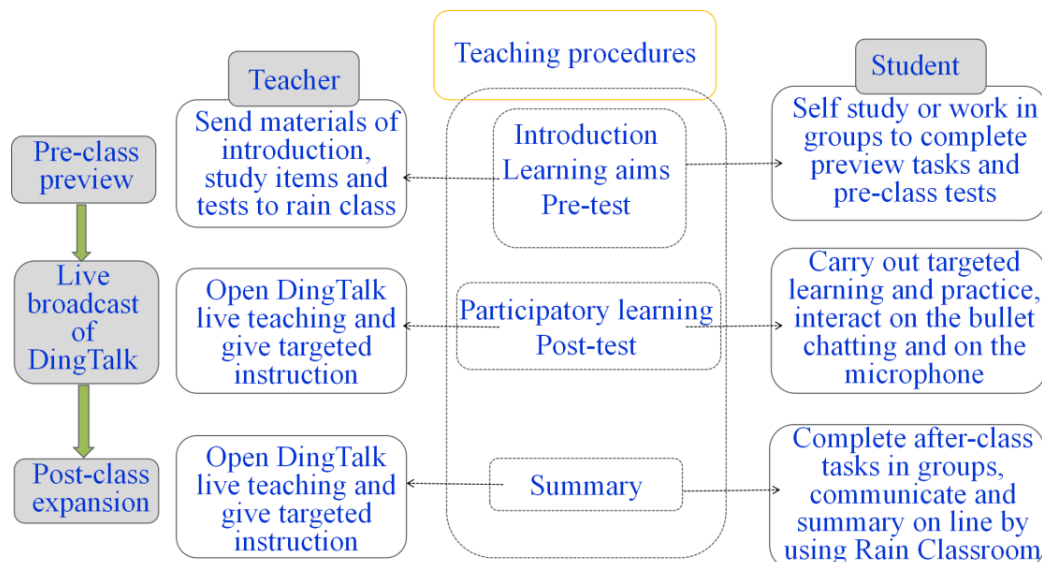 Teaching procedures
Teacher
Student
Pre-class
preview
Send materials of
introduction,
study items and
tests to rain class
Introduction
Learning aims
Pre-test
Self study or work in
groups to complete
preview tasks and
pre-class tests
Live
broadcast
of
DingTalk
Open DingTalk
live teaching and
give targeted
instruction
Participatory learning
Post-test
Carry out targeted
learning and practice,
interact on the bullet
chatting and on the
microphone
Post-class
expansion
Open DingTalk
live teaching and
give targeted
instruction
Summary
Complete after-class
tasks in groups,
communicate and
summary on line by
using Rain Classroom